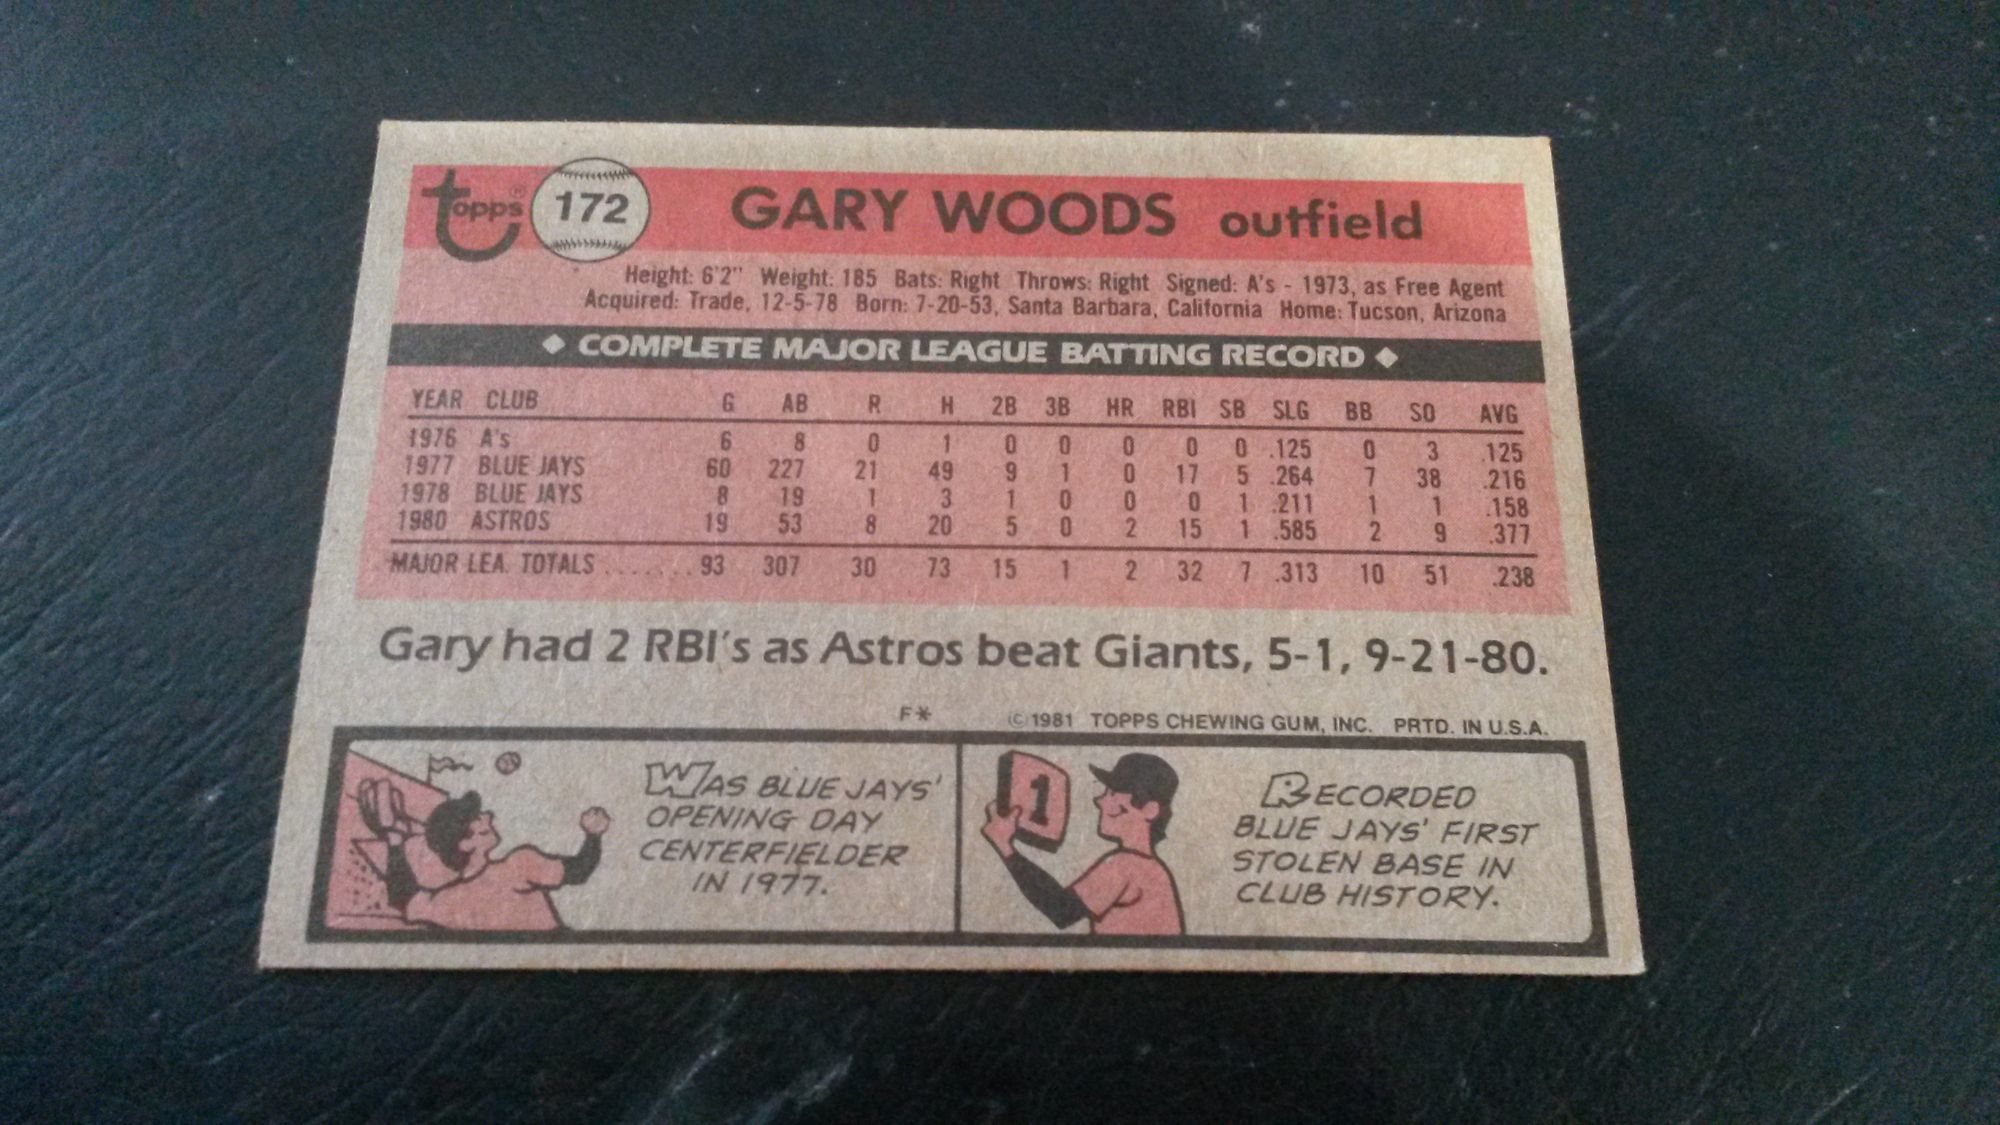 topps® 172 GARY WOODS outfield
Height: 6'2" Weight: 185 Bats: Right Throws: Right Signed: A's - 1973, as Free Agent
Acquired: Trade, 12-5-78 Born: 7-20-53, Santa Barbara, California Home: Tucson, Arizona
◆ COMPLETE MAJOR LEAGUE BATTING RECORD ◆
YEAR CLUB G AB R H 2B 3B HR RBI SB SLG BB SO AVG
1976 A's 6 8 0 1 0 0 0 0 0 .125 0 3 .125
1977 BLUE JAYS 60 227 21 49 9 1 0 17 5 .264 7 38 .216
1978 BLUE JAYS 8 19 1 3 1 0 0 0 1 .211 1 1 .158
1980 ASTROS 19 53 8 20 5 0 2 15 1 .585 2 9 .377
MAJOR LEA. TOTALS ....... 93 307 30 73 15 1 2 32 7 .313 10 51 .238
Gary had 2 RBI's as Astros beat Giants, 5-1, 9-21-80.
F* © 1981 TOPPS CHEWING GUM, INC. PRTD. IN U.S.A.
WAS BLUE JAYS'
OPENING DAY
CENTERFIELDER
IN 1977.
1
RECORDED
BLUE JAYS' FIRST
STOLEN BASE IN
CLUB HISTORY.